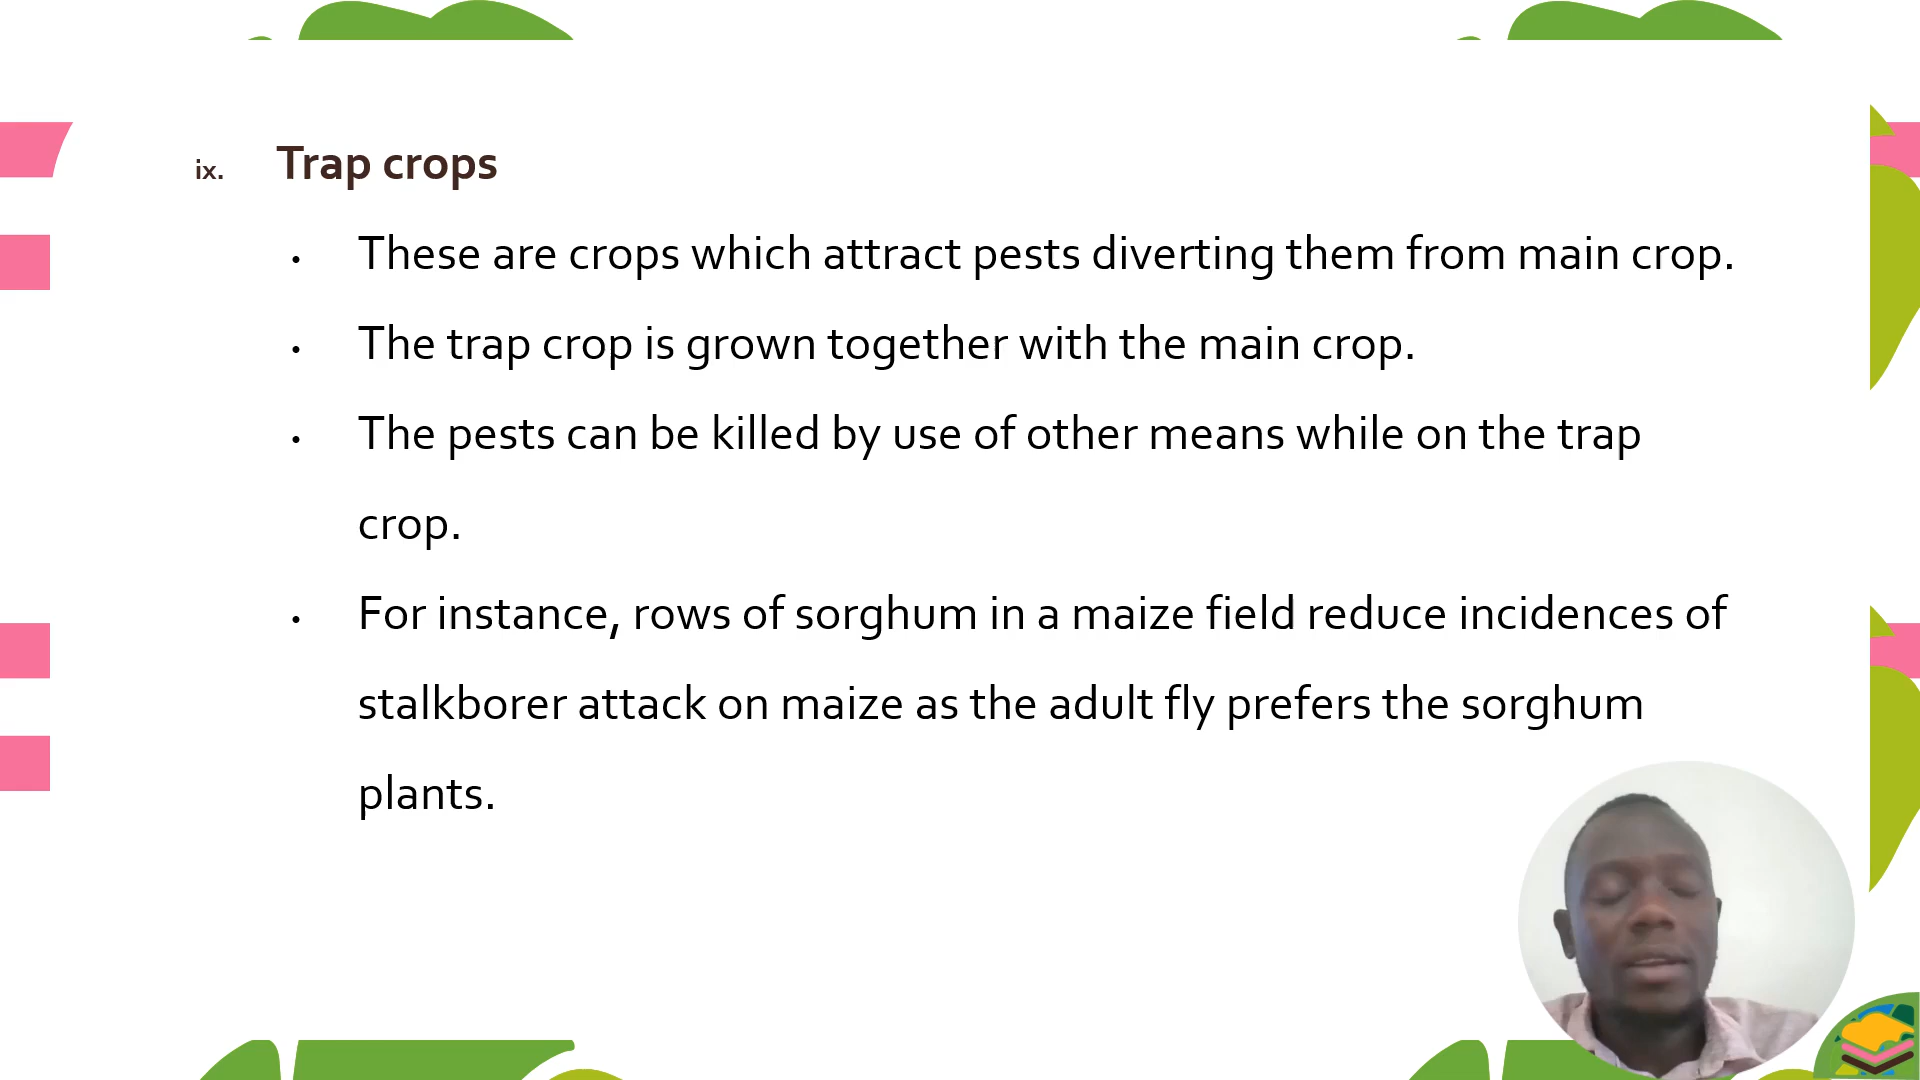 ix. Trap crops
• These are crops which attract pests diverting them from main crop.
• The trap crop is grown together with the main crop.
• The pests can be killed by use of other means while on the trap
crop.
• For instance, rows of sorghum in a maize field reduce incidences of
stalkborer attack on maize as the adult fly prefers the sorghum
plants.